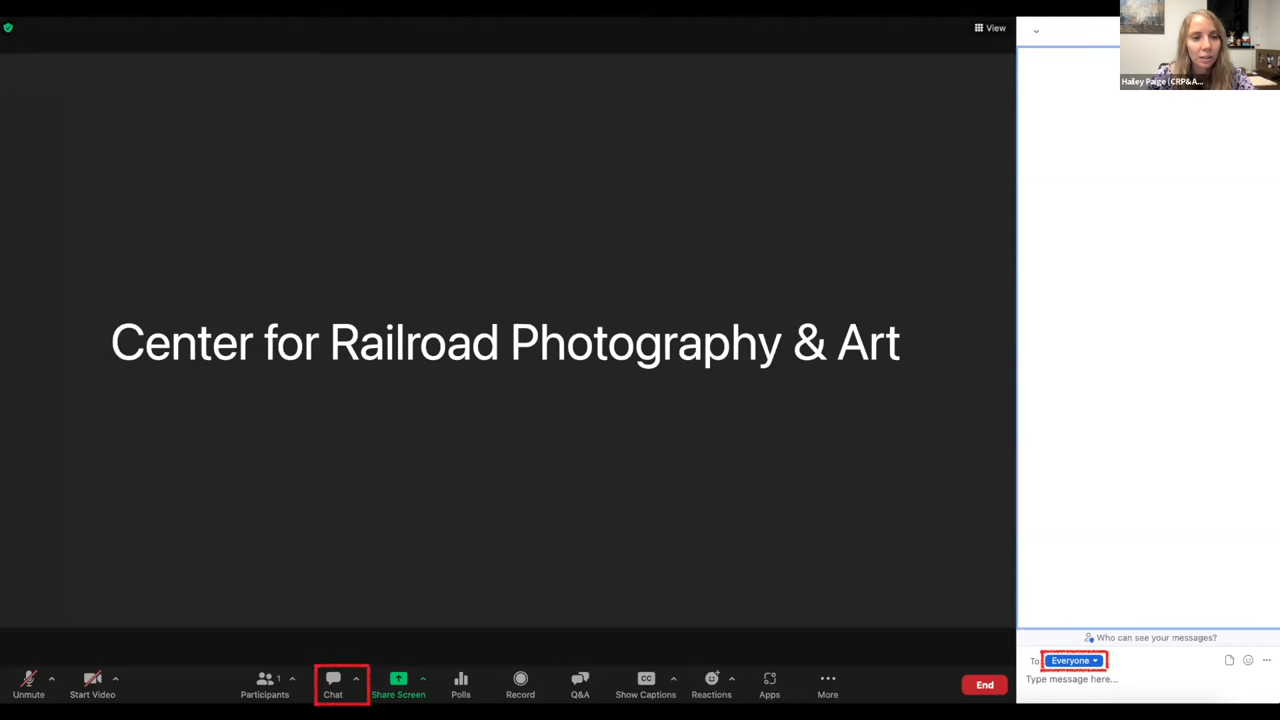 View
Hailey Paige (CRP&A...
Center for Railroad Photography & Art
Who can see your messages?
To: Everyone
Type message here...
Unmute
Start Video
1
Participants
Chat
Share Screen
Polls
Record
Q&A
CC
Show Captions
Reactions
Apps
More
End